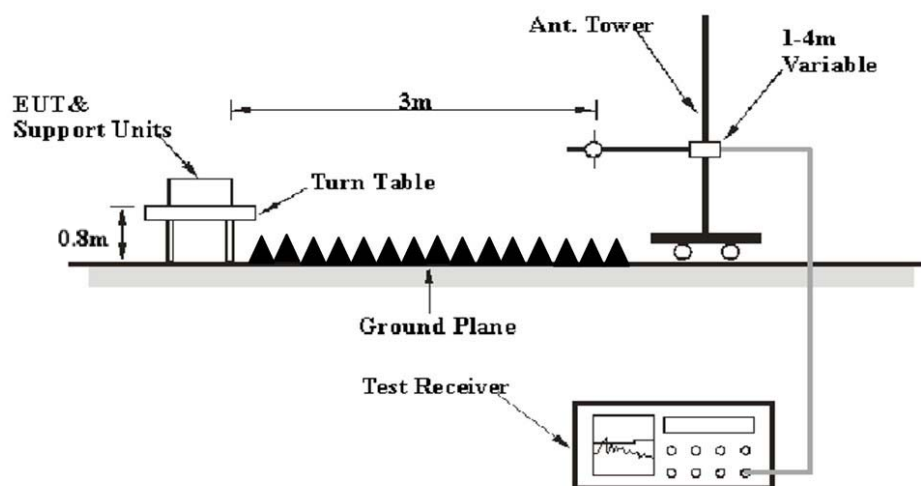 Ant. Tower
1-4m
Variable
EUT&
Support Units
3m
Turn Table
0.8m
Ground Plane
Test Receiver